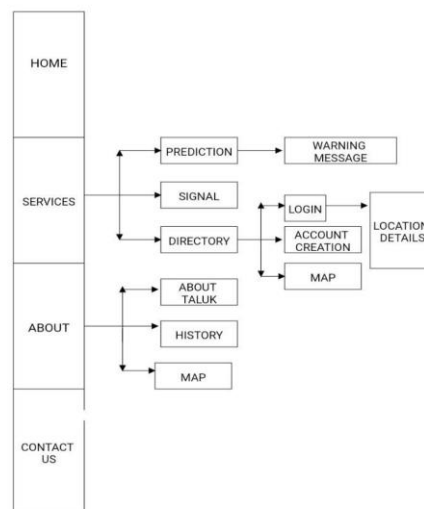 HOME
SERVICES
PREDICTION
WARNING
MESSAGE
SIGNAL
DIRECTORY
LOGIN
LOCATION
DETAILS
ACCOUNT
CREATION
MAP
ABOUT
ABOUT
TALUK
HISTORY
MAP
CONTACT
US